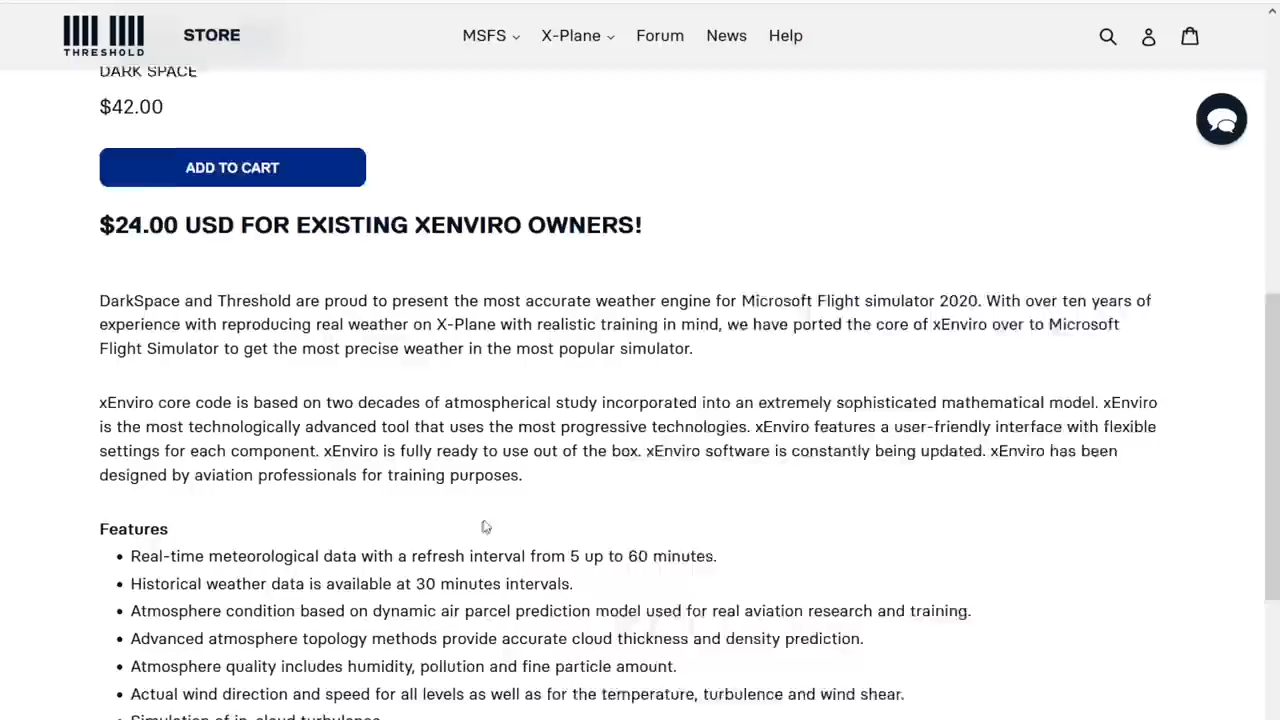 THRESHOLD
STORE
MSFS
X-Plane
Forum
News
Help
DARK SPACE
$42.00
ADD TO CART
$24.00 USD FOR EXISTING XENVIRO OWNERS!
DarkSpace and Threshold are proud to present the most accurate weather engine for Microsoft Flight simulator 2020. With over ten years of
experience with reproducing real weather on X-Plane with realistic training in mind, we have ported the core of xEnviro over to Microsoft
Flight Simulator to get the most precise weather in the most popular simulator.
xEnviro core code is based on two decades of atmospherical study incorporated into an extremely sophisticated mathematical model. xEnviro
is the most technologically advanced tool that uses the most progressive technologies. xEnviro features a user-friendly interface with flexible
settings for each component. xEnviro is fully ready to use out of the box. xEnviro software is constantly being updated. xEnviro has been
designed by aviation professionals for training purposes.
Features
• Real-time meteorological data with a refresh interval from 5 up to 60 minutes.
• Historical weather data is available at 30 minutes intervals.
• Atmosphere condition based on dynamic air parcel prediction model used for real aviation research and training.
• Advanced atmosphere topology methods provide accurate cloud thickness and density prediction.
• Atmosphere quality includes humidity, pollution and fine particle amount.
• Actual wind direction and speed for all levels as well as for the temperature, turbulence and wind shear.
• Simulation of in-cloud turbulence